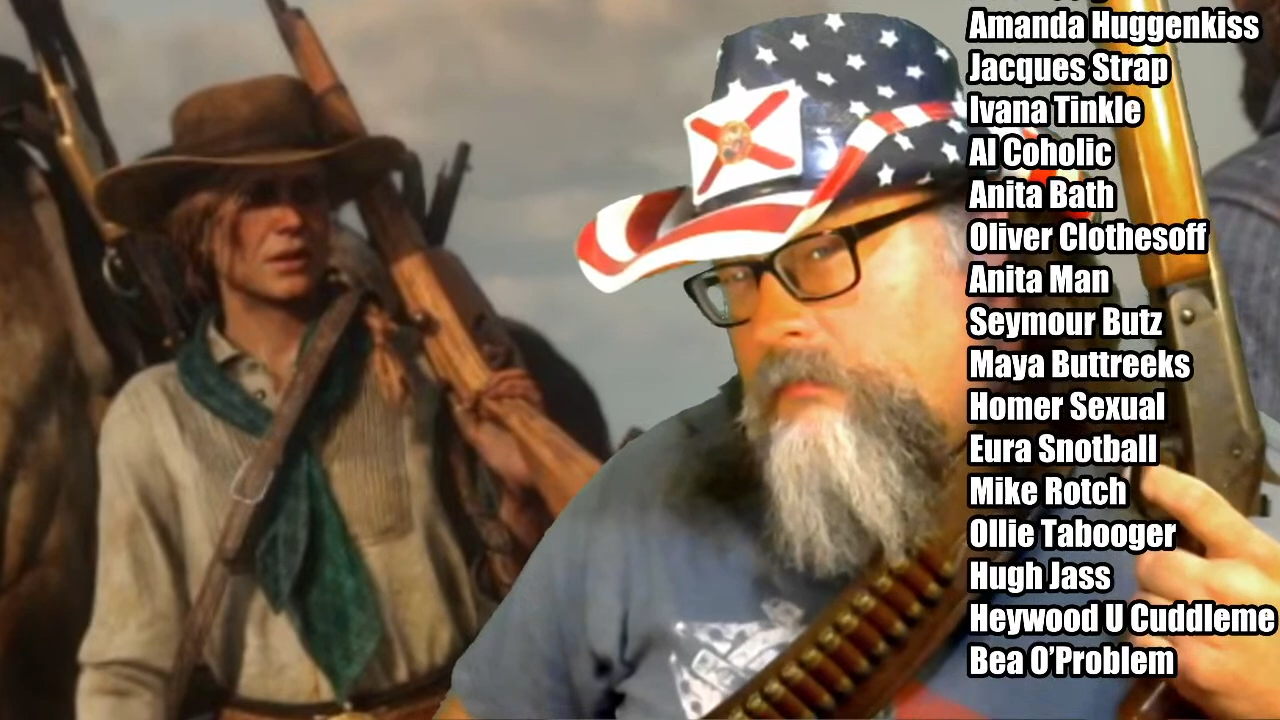 Amanda Huggenkiss
Jacques Strap
Ivana Tinkle
Al Coholic
Anita Bath
Oliver Clothesoff
Anita Man
Seymour Butz
Maya Buttreeks
Homer Sexual
Eura Snotball
Mike Rotch
Ollie Tabooger
Hugh Jass
Heywood U Cuddleme
Bea O'Problem